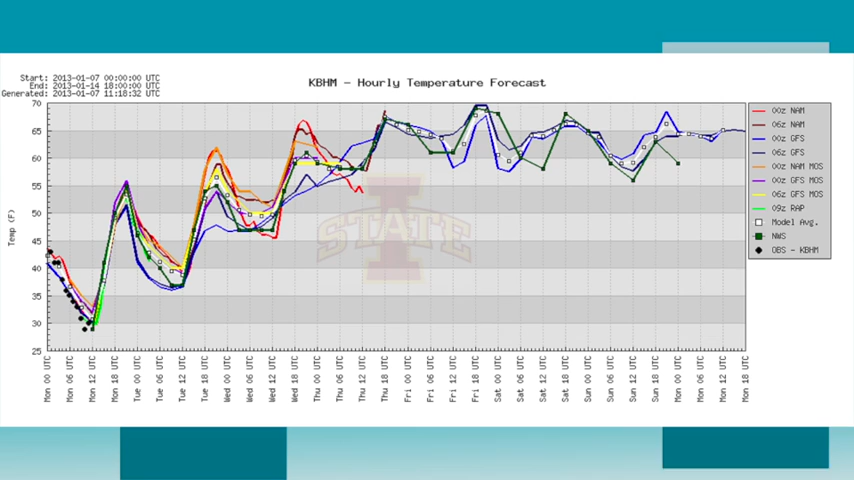 Start: 2013-01-07 00:00:00 UTC
End: 2013-01-14 18:00:00 UTC
Generated: 2013-01-07 11:18:32 UTC
KBHM - Hourly Temperature Forecast
70
65
60
55
50
45
40
35
30
25
Temp (F)
IOWA
STATE
00z NAM
06z NAM
00z GFS
06z GFS
00z NAM MOS
00z GFS MOS
06z GFS MOS
09z RAP
Model Avg.
NWS
OBS - KBHM
Mon 00 UTC
Mon 06 UTC
Mon 12 UTC
Mon 18 UTC
Tue 00 UTC
Tue 06 UTC
Tue 12 UTC
Tue 18 UTC
Wed 00 UTC
Wed 06 UTC
Wed 12 UTC
Wed 18 UTC
Thu 00 UTC
Thu 06 UTC
Thu 12 UTC
Thu 18 UTC
Fri 00 UTC
Fri 06 UTC
Fri 12 UTC
Fri 18 UTC
Sat 00 UTC
Sat 06 UTC
Sat 12 UTC
Sat 18 UTC
Sun 00 UTC
Sun 06 UTC
Sun 12 UTC
Sun 18 UTC
Mon 00 UTC
Mon 06 UTC
Mon 12 UTC
Mon 18 UTC